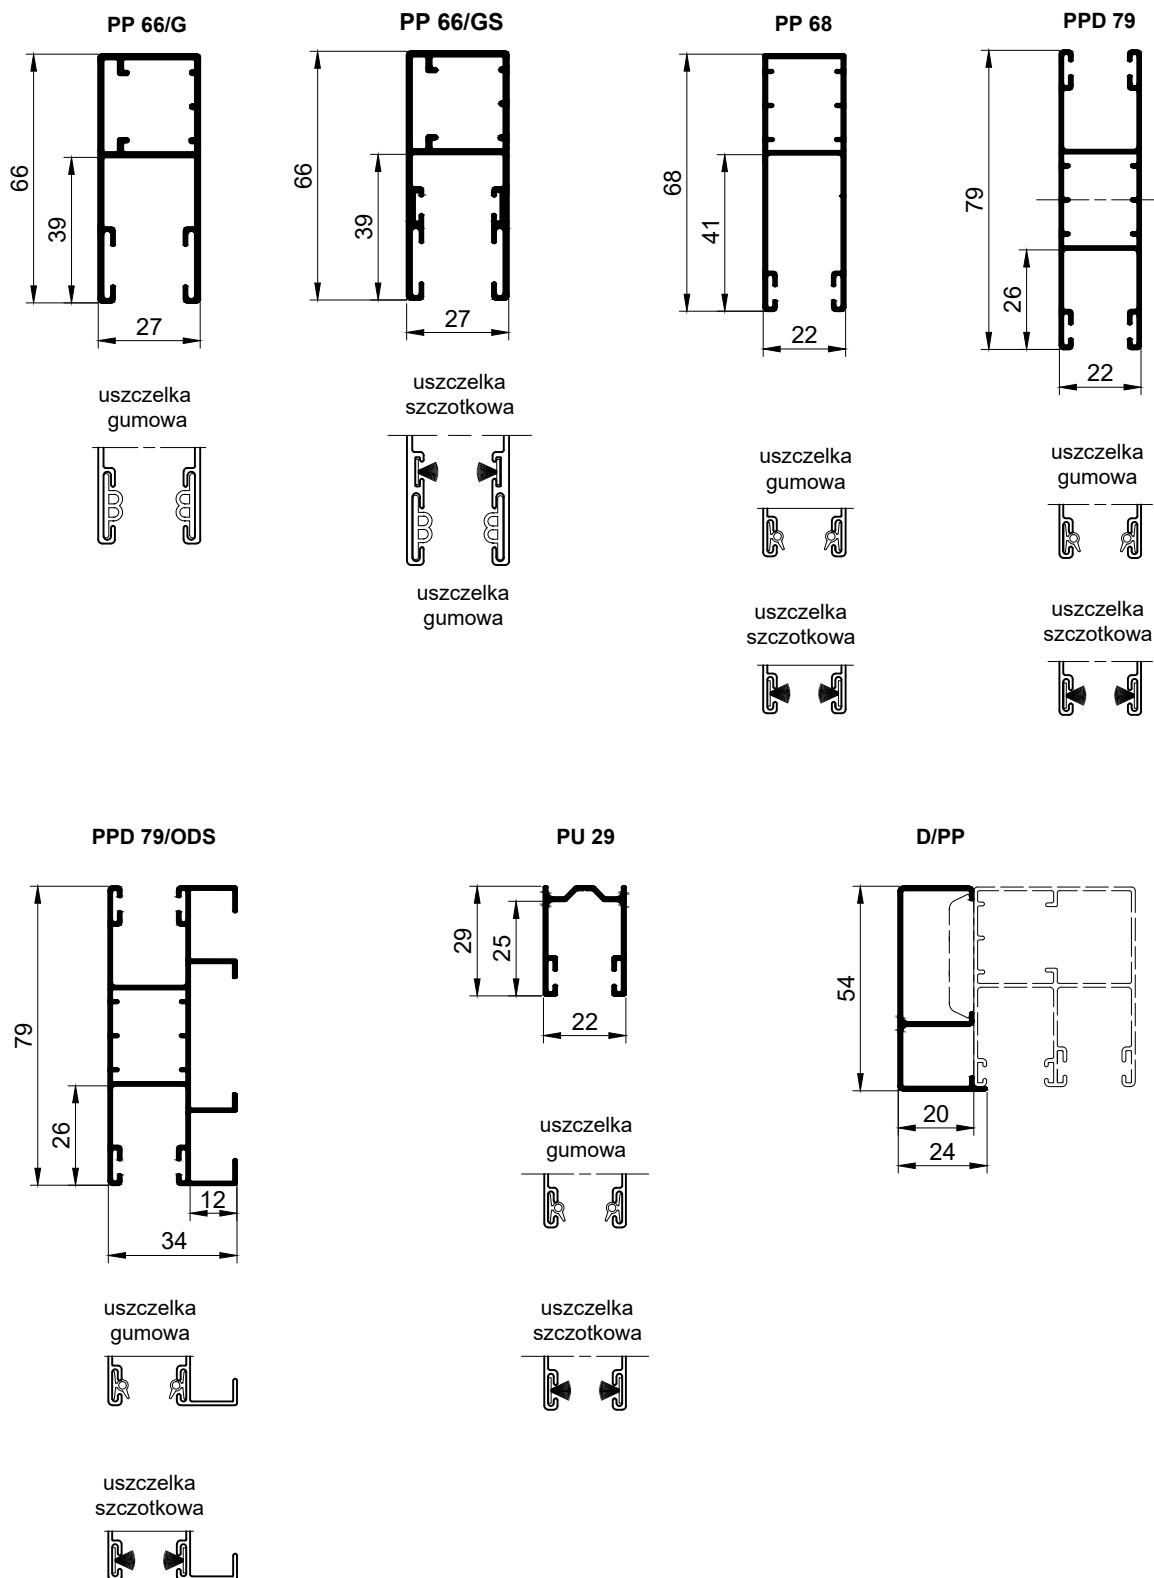 PP 66/G
66
39
27
uszczelka
gumowa
PP 66/GS
66
39
27
uszczelka
szczotkowa
uszczelka
gumowa
PP 68
68
41
22
uszczelka
gumowa
uszczelka
szczotkowa
PPD 79
79
26
22
uszczelka
gumowa
uszczelka
szczotkowa
PPD 79/ODS
79
26
12
34
uszczelka
gumowa
uszczelka
szczotkowa
PU 29
29
25
22
uszczelka
gumowa
uszczelka
szczotkowa
D/PP
54
20
24